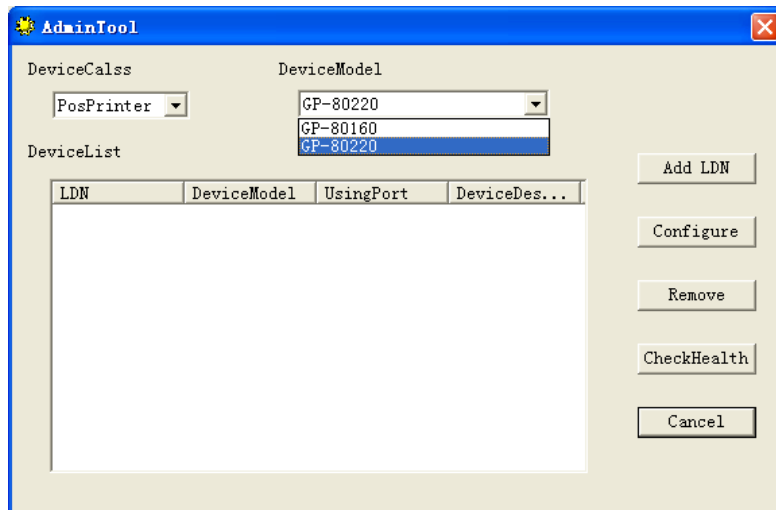 AdminTool
DeviceCalss DeviceModel
PosPrinter GP-80220
GP-80160
GP-80220
DeviceList
Add LDN
LDN DeviceModel UsingPort DeviceDes...
Configure
Remove
CheckHealth
Cancel